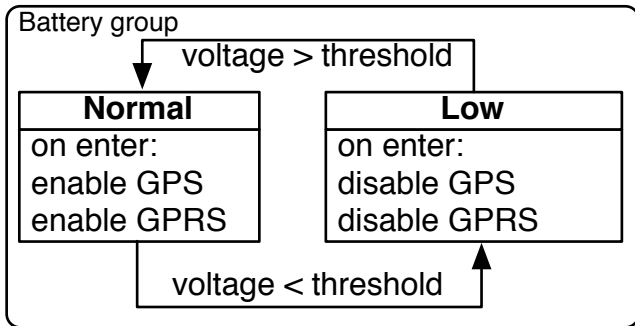 Battery group
voltage > threshold
Normal
on enter:
enable GPS
enable GPRS
Low
on enter:
disable GPS
disable GPRS
voltage < threshold